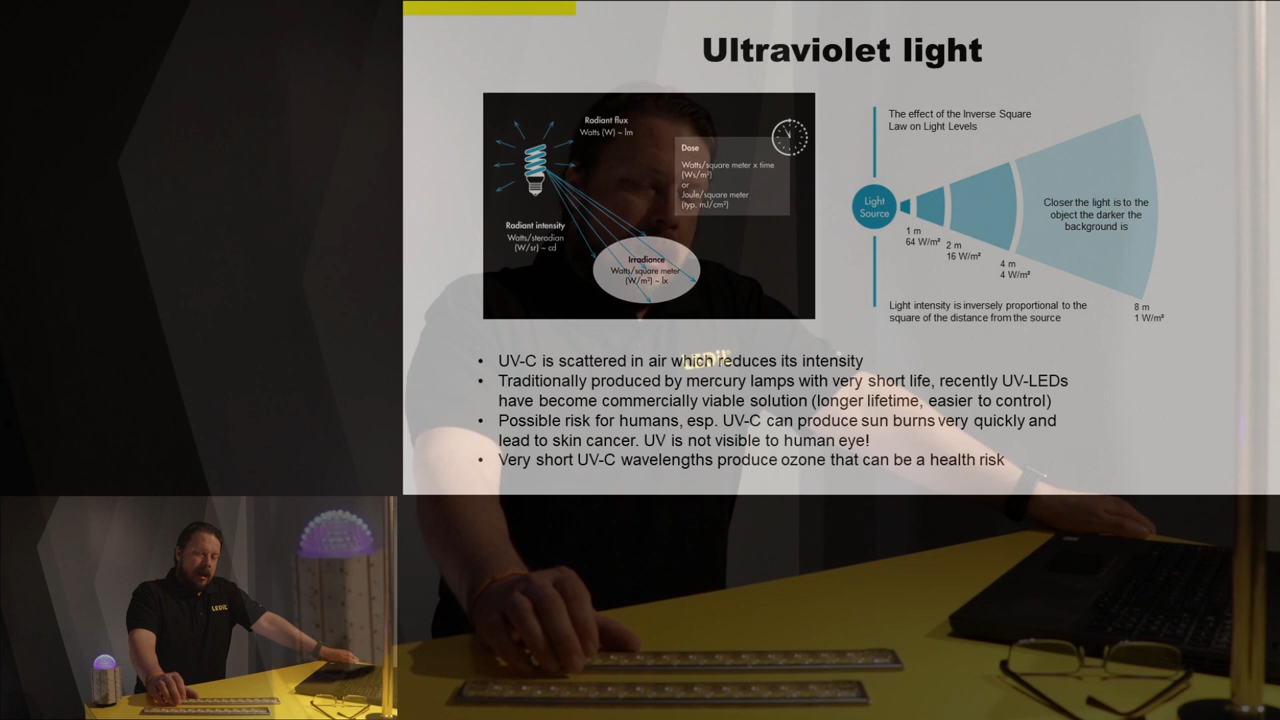 Ultraviolet light
Radiant flux
Watts (W) ~ lm
Dose
Watts/square meter x time
(Ws/m²)
or
Joule/square meter
(typ. mJ/cm²)
Radiant intensity
Watts/steradian
(W/sr) ~ cd
Irradiance
Watts/square meter
(W/m²) ~ lx
The effect of the Inverse Square
Law on Light Levels
Light
Source
Closer the light is to the
object the darker the
background is
1 m
64 W/m²
2 m
16 W/m²
4 m
4 W/m²
8 m
1 W/m²
Light intensity is inversely proportional to the
square of the distance from the source
• UV-C is scattered in air which reduces its intensity
• Traditionally produced by mercury lamps with very short life, recently UV-LEDs
have become commercially viable solution (longer lifetime, easier to control)
• Possible risk for humans, esp. UV-C can produce sun burns very quickly and
lead to skin cancer. UV is not visible to human eye!
• Very short UV-C wavelengths produce ozone that can be a health risk
LEDiL
LEDiL